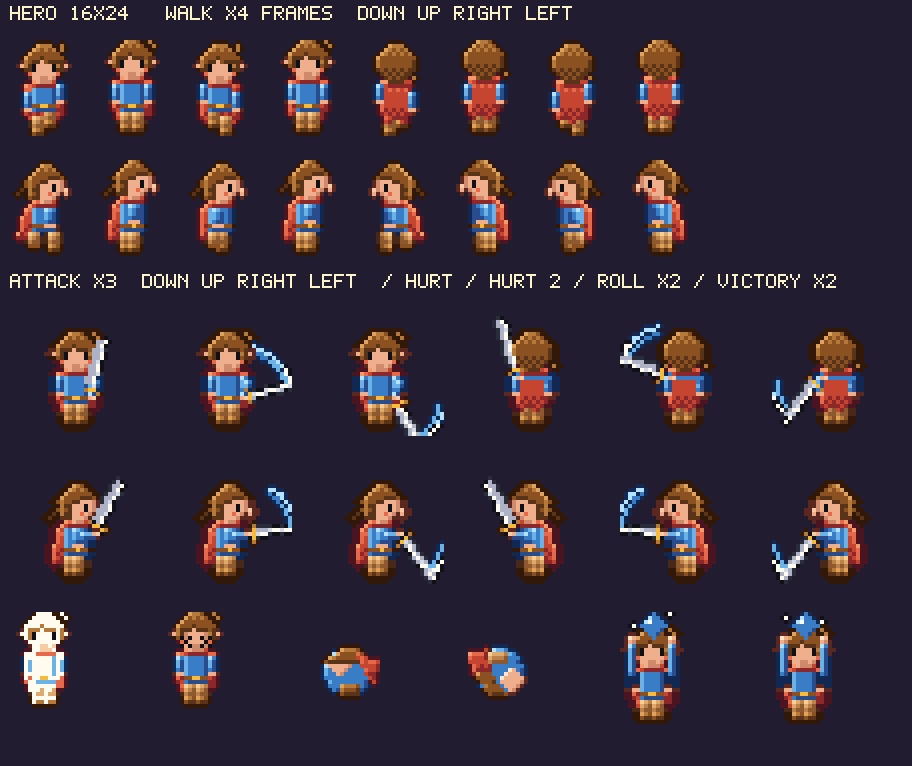 HERO 16X24 WALK X4 FRAMES DOWN UP RIGHT LEFT
ATTACK X3 DOWN UP RIGHT LEFT / HURT / HURT 2 / ROLL X2 / VICTORY X2